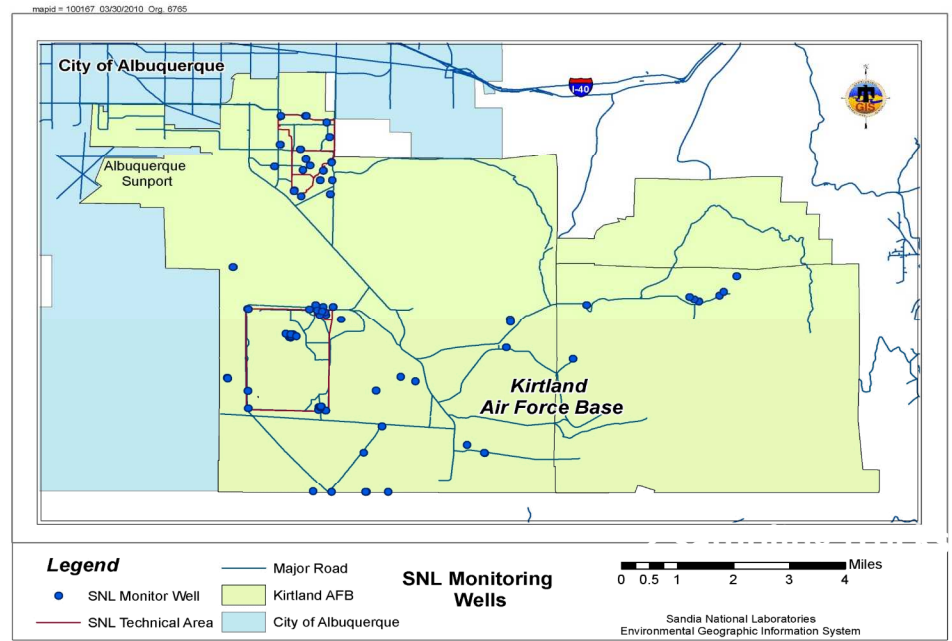 mapid = 100167 03/30/2010 Org. 6765
City of Albuquerque
I-40
GIS
Albuquerque
Sunport
Kirtland
Air Force Base
Legend
SNL Monitor Well
SNL Technical Area
Major Road
Kirtland AFB
City of Albuquerque
SNL Monitoring
Wells
Miles
0 0.5 1 2 3 4
Sandia National Laboratories
Environmental Geographic Information System